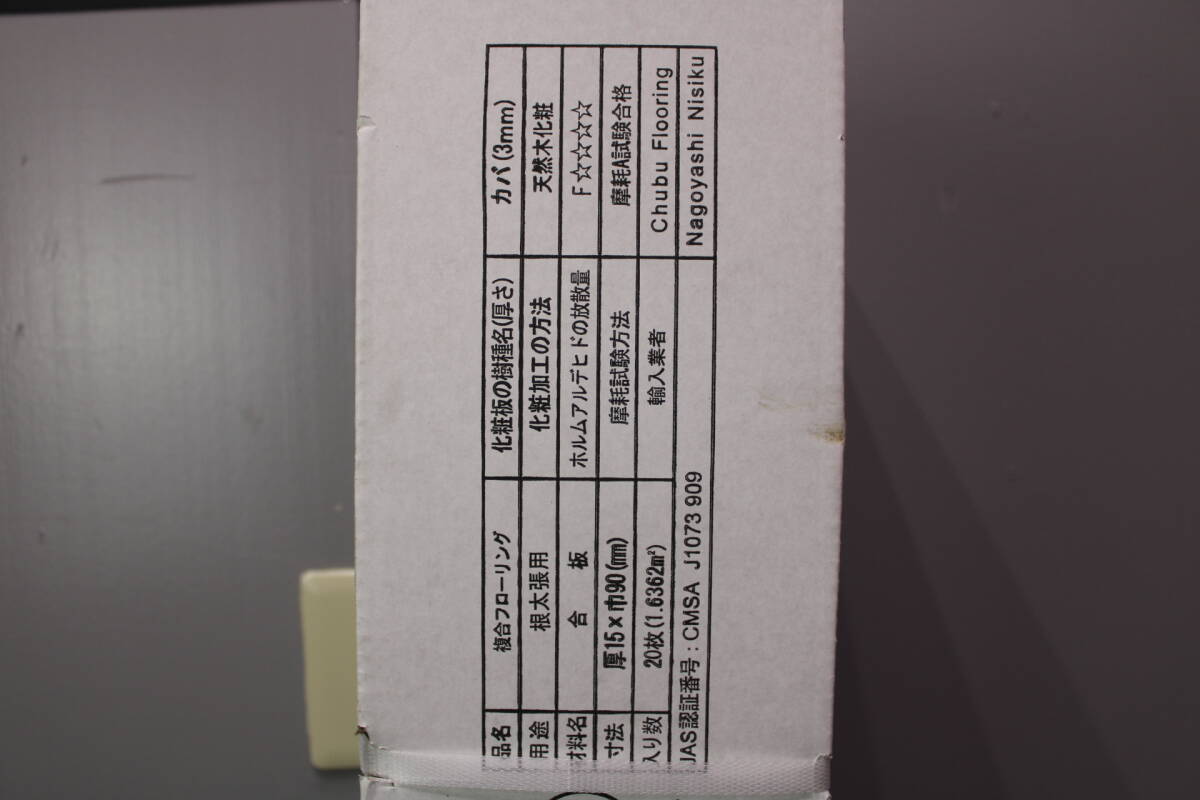 品名 複合フローリング 化粧板の樹種名(厚さ) カバ(3mm)
用途 根太張用 化粧加工の方法 天然木化粧
材料名 合 板 ホルムアルデヒドの放散量 F☆☆☆☆
寸法 厚15×巾90(mm) 摩耗試験方法 摩耗A試験合格
入り数 20枚(1.6362㎡) 輸入業者 Chubu Flooring
JAS認証番号：CMSA J1073 909 Nagoyashi Nisiku